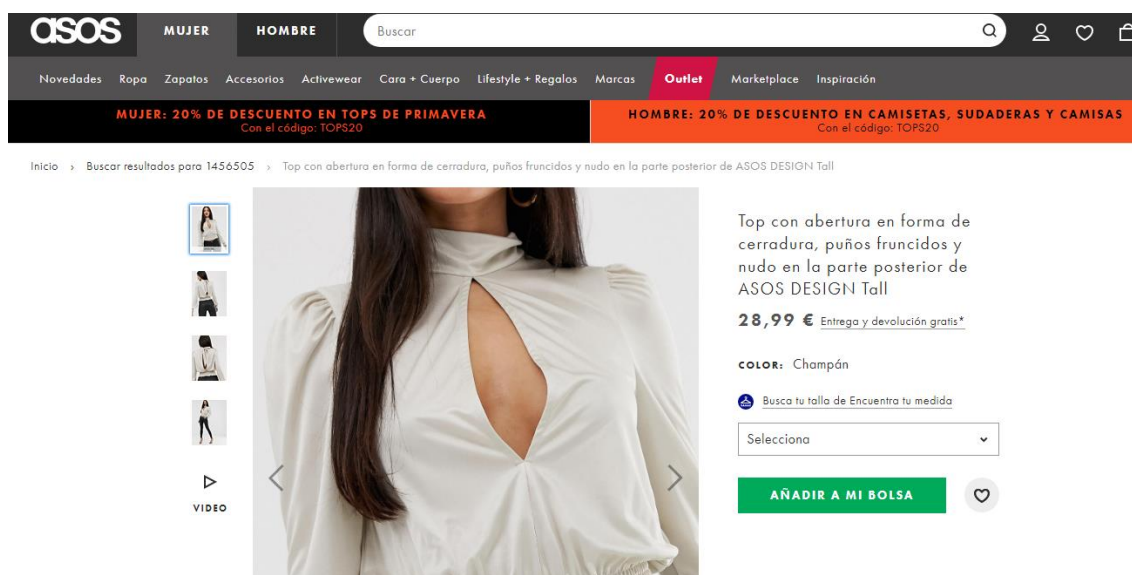 asos
MUJER
HOMBRE
Buscar
Novedades Ropa Zapatos Accesorios Activewear Cara + Cuerpo Lifestyle + Regalos Marcas Outlet Marketplace Inspiración
MUJER: 20% DE DESCUENTO EN TOPS DE PRIMAVERA
Con el código: TOPS20
HOMBRE: 20% DE DESCUENTO EN CAMISETAS, SUDADERAS Y CAMISAS
Con el código: TOPS20
Inicio › Buscar resultados para 1456505 › Top con abertura en forma de cerradura, puños fruncidos y nudo en la parte posterior de ASOS DESIGN Tall
VIDEO
Top con abertura en forma de
cerradura, puños fruncidos y
nudo en la parte posterior de
ASOS DESIGN Tall
28,99 € Entrega y devolución gratis*
COLOR: Champán
Busca tu talla de Encuentra tu medida
Selecciona
AÑADIR A MI BOLSA